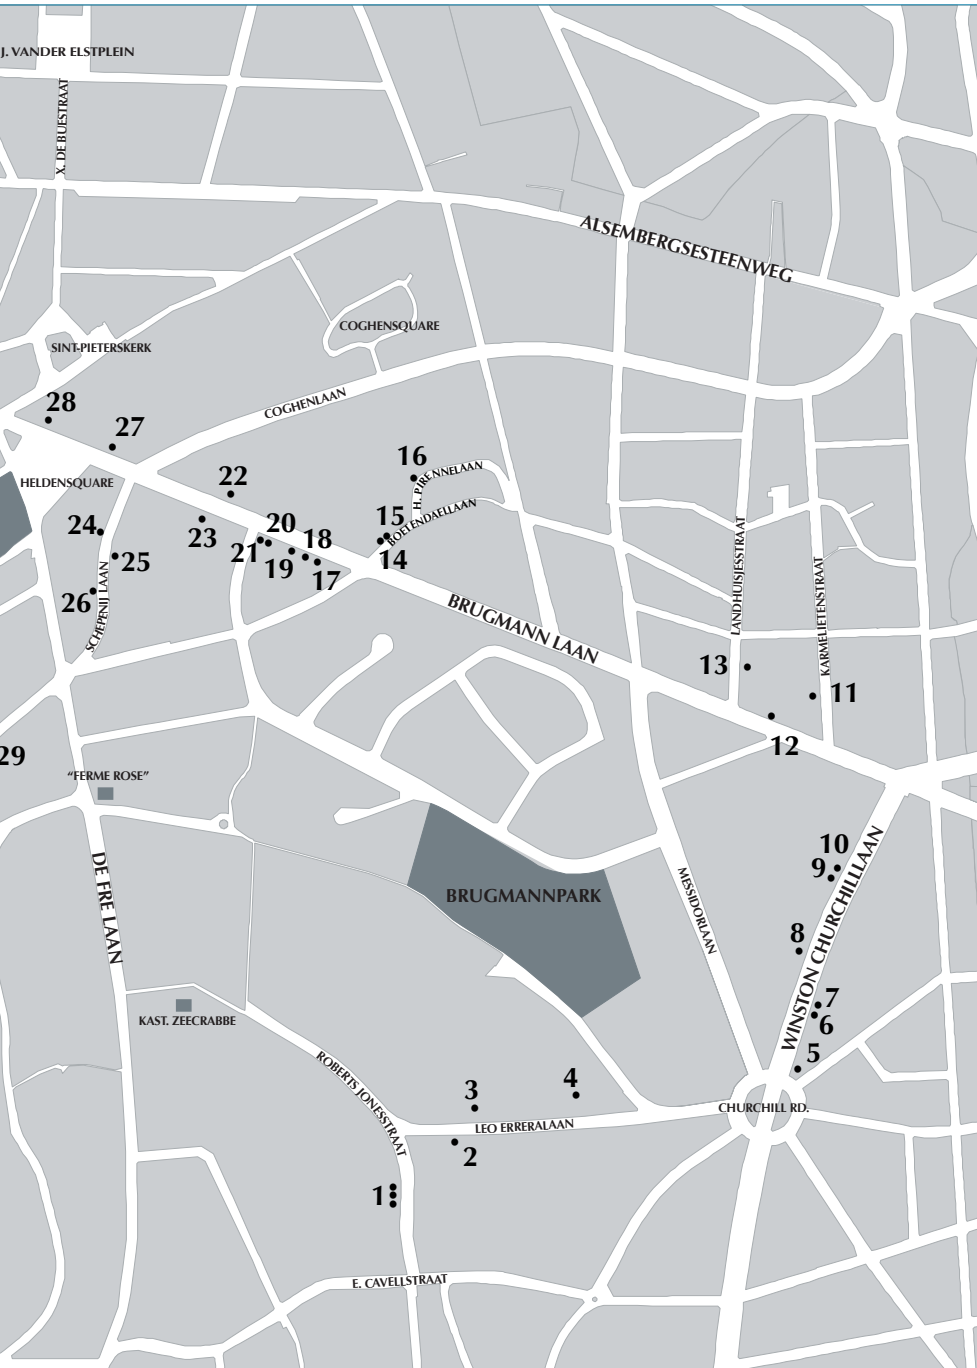 J. VANDER ELSTPLEIN
X. DE BUESTRAAT
ALSEMBERGSESTEENWEG
COGHENSQUARE
SINT-PIETERSKERK
28
COGHENLAAN
27
16
H. PIRENNELAAN
22
HELDENSQUARE
15
BOETENDAELLAAN
24
20
23
18
21
19
14
25
17
26
SCHEPENIJ LAAN
LANDHUISJESSTRAAT
KARMELIETENSTRAAT
BRUGMANN LAAN
13
11
12
29
"FERME ROSE"
10
9
DE FRE LAAN
BRUGMANNPARK
MESSIDORLAAN
WINSTON CHURCHILLLAAN
8
7
6
KAST. ZEECRABBE
5
ROBERTS JONESSTRAAT
3
4
CHURCHILL RD.
LEO ERRERALAAN
2
1
E. CAVELLSTRAAT